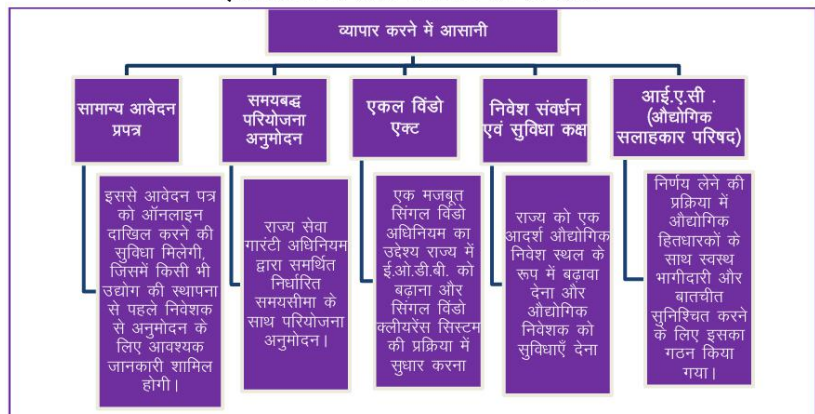 व्यापार करने में आसानी
सामान्य आवेदन
प्रपत्र
समयबद्ध
परियोजना
अनुमोदन
एकल विंडो
एक्ट
निवेश संवर्धन
एवं सुविधा कक्ष
आई.ए.सी .
(औद्योगिक
सलाहकार परिषद)
इससे आवेदन पत्र
को ऑनलाइन
दाखिल करने की
सुविधा मिलेगी,
जिसमें किसी भी
उद्योग की स्थापना
से पहले निवेशक
से अनुमोदन के
लिए आवश्यक
जानकारी शामिल
होगी।
राज्य सेवा
गारंटी अधिनियम
द्वारा समर्थित
निर्धारित
समयसीमा के
साथ परियोजना
अनुमोदन।
एक मजबूत
सिंगल विंडो
अधिनियम का
उद्देश्य राज्य में
ई.ओ.डी.बी. को
बढ़ाना और
सिंगल विंडो
क्लीयरेंस सिस्टम
की प्रक्रिया में
सुधार करना
राज्य को एक
आदर्श औद्योगिक
निवेश स्थल के
रूप में बढ़ावा
देना और
औद्योगिक
निवेशक को
सुविधाएँ देना
निर्णय लेने की
प्रक्रिया में
औद्योगिक
हितधारकों के
साथ स्वस्थ
भागीदारी और
बातचीत
सुनिश्चित करने
के लिए इसका
गठन किया
गया।